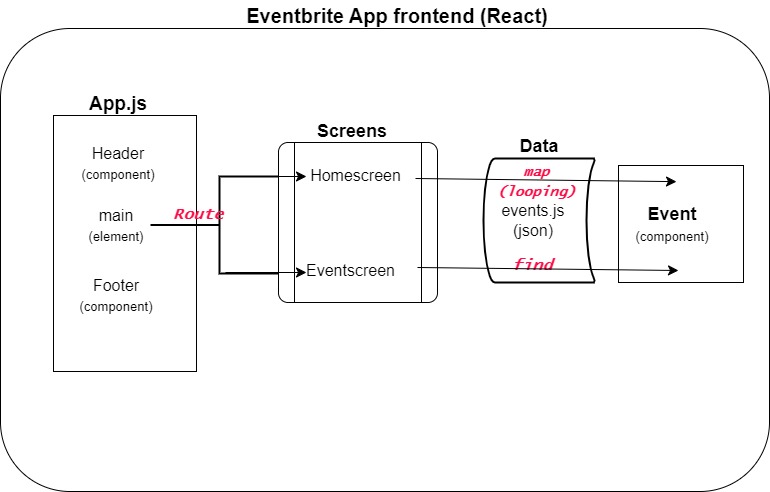 Eventbrite App frontend (React)
App.js
Header
(component)
main
(element)
Footer
(component)
Route
Screens
Homescreen
Eventscreen
Data
map
(looping)
events.js
(json)
find
Event
(component)